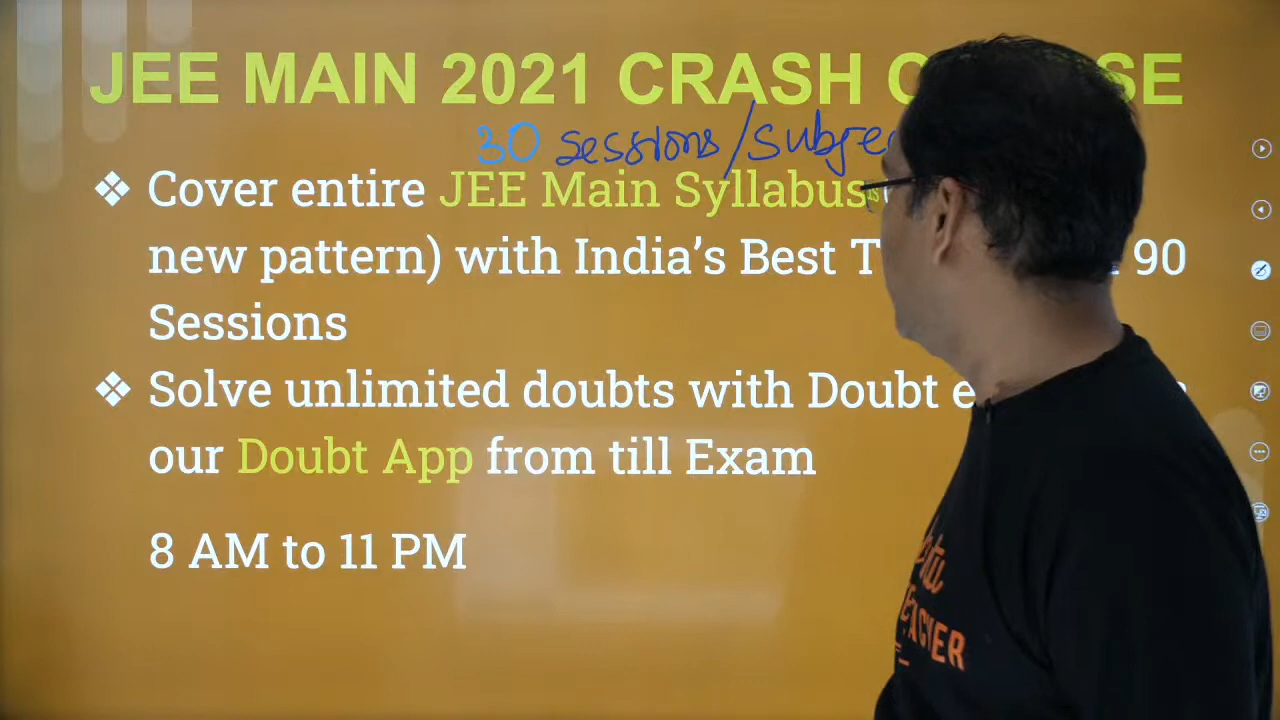 JEE MAIN 2021 CRASH
30 sessions/
Cover entire JEE Main Syllabus
new pattern) with India's Best 90
Sessions
Solve unlimited doubts with Doubt
our Doubt App from till Exam
8 AM to 11 PM